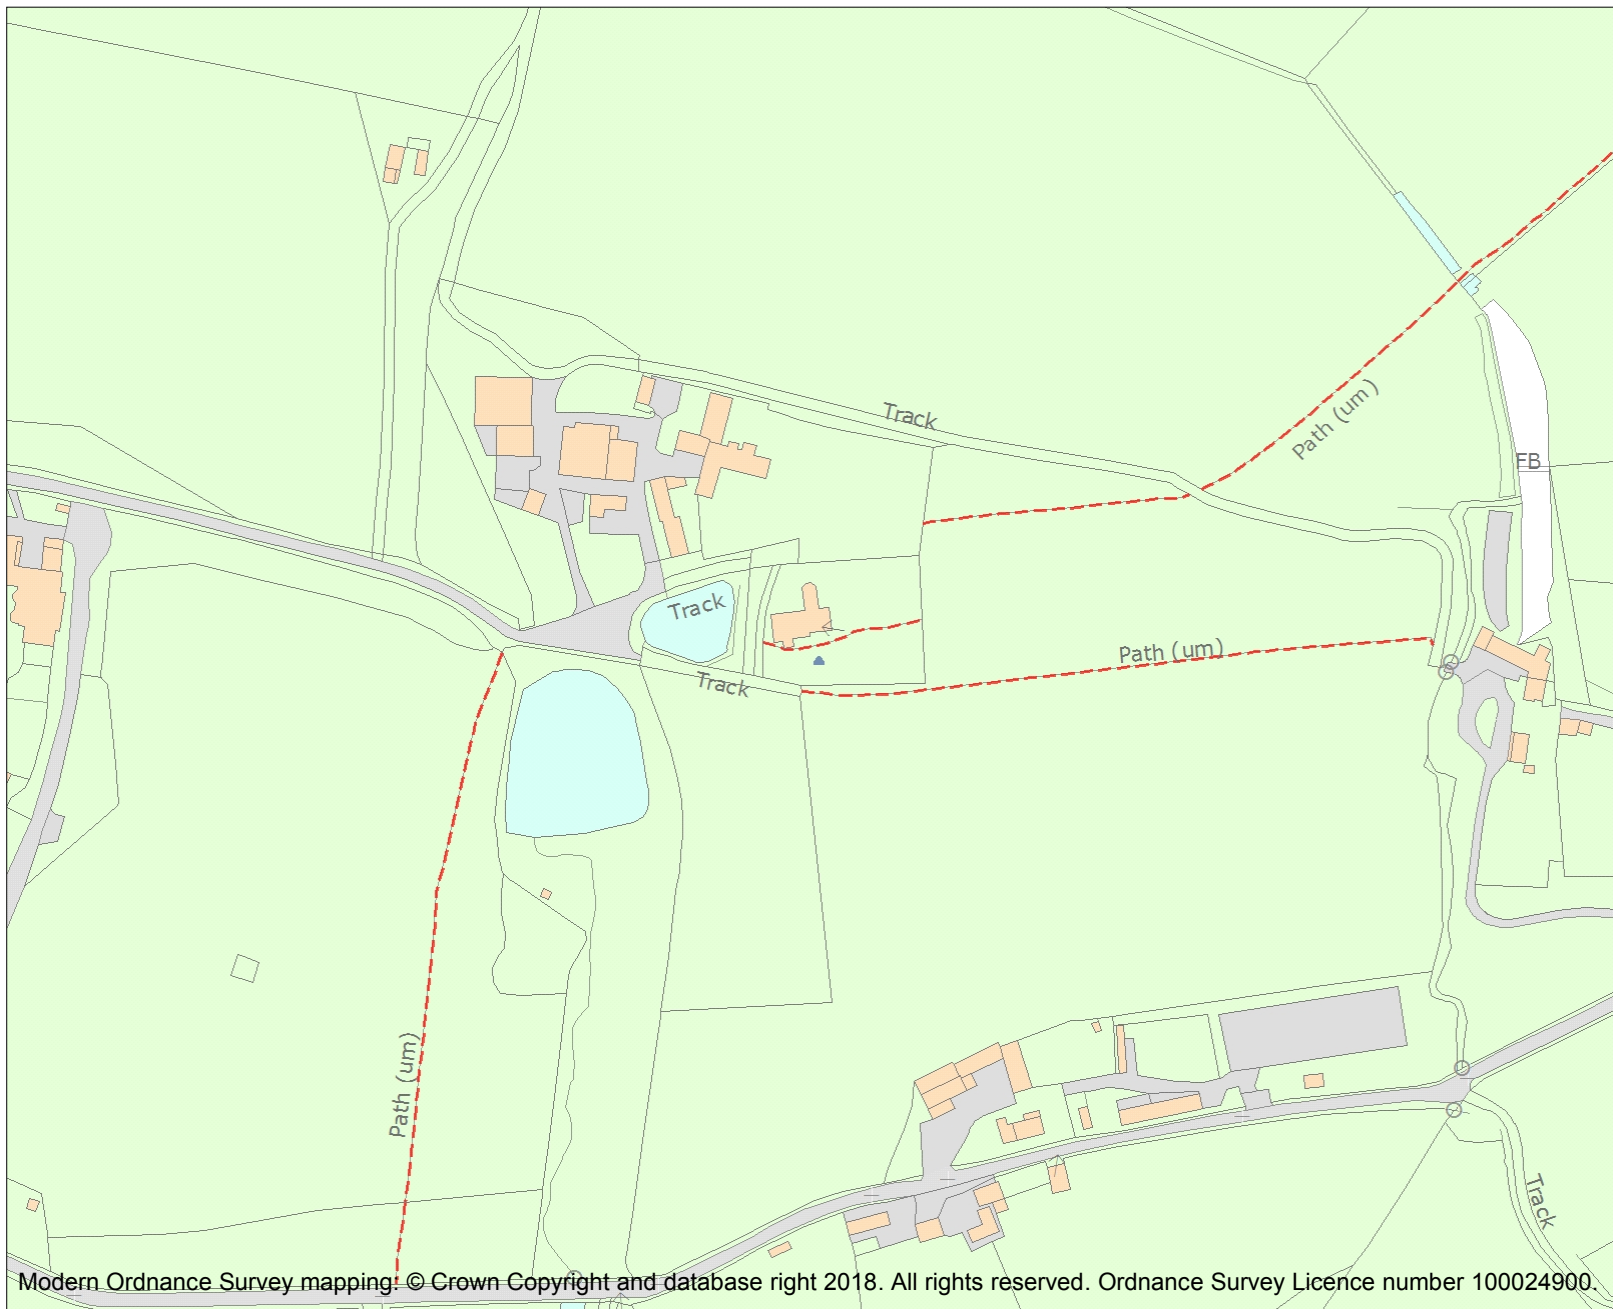 Track
Path (um)
FB
Track
Path (um)
Track
Path (um)
Track
Modern Ordnance Survey mapping: © Crown Copyright and database right 2018. All rights reserved. Ordnance Survey Licence number 100024900.